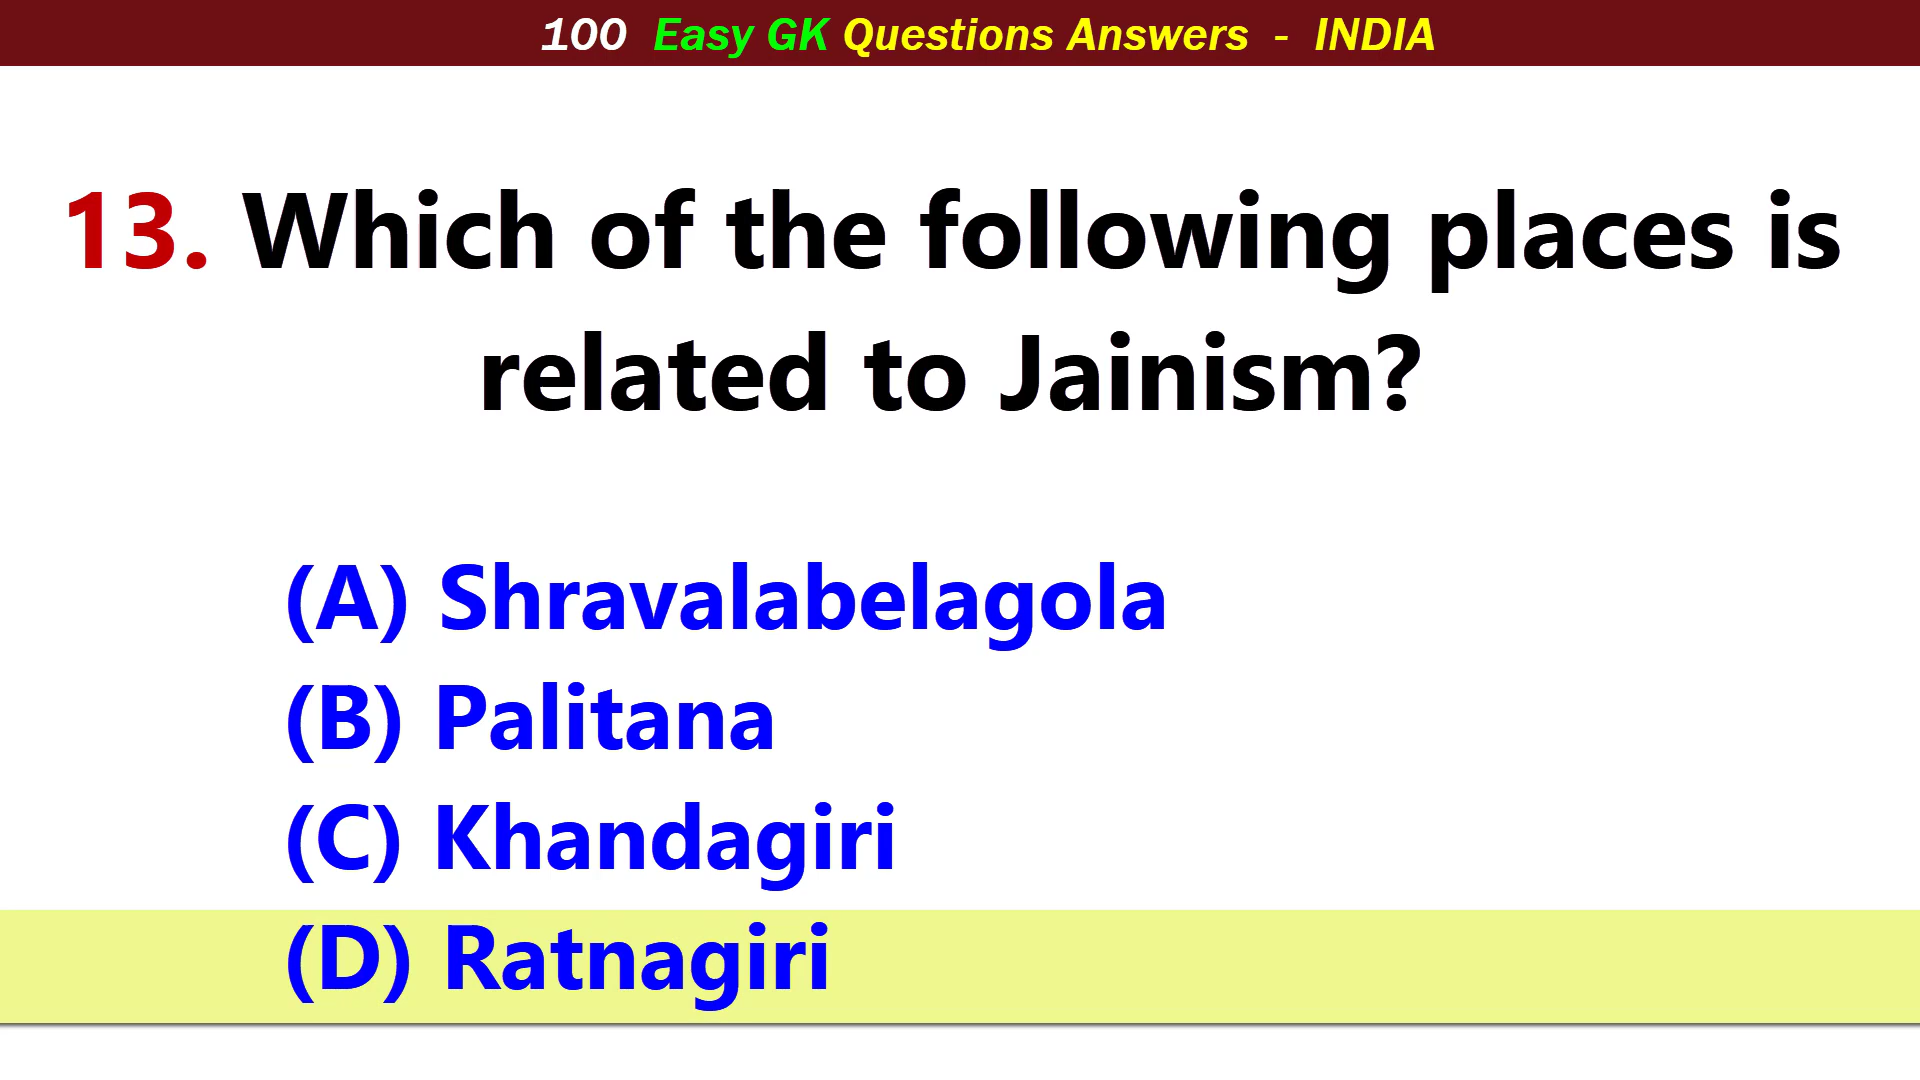 100 Easy GK Questions Answers - INDIA
13. Which of the following places is
related to Jainism?
(A) Shravalabelagola
(B) Palitana
(C) Khandagiri
(D) Ratnagiri